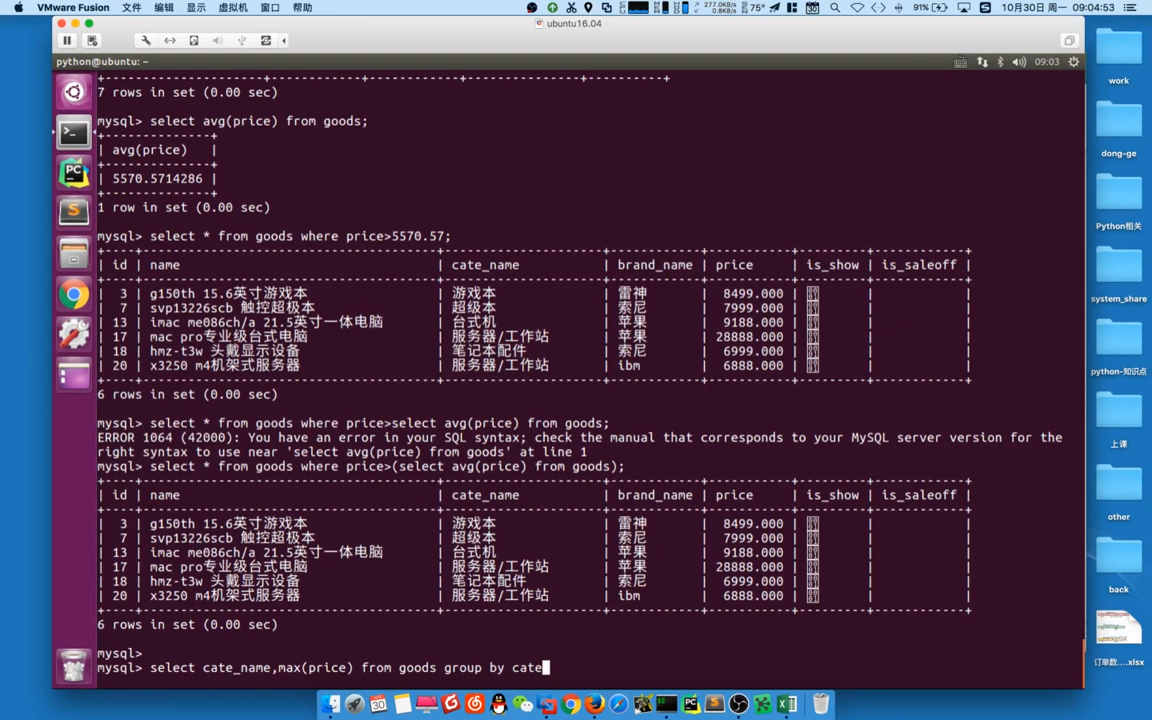 VMware Fusion 文件 编辑 显示 虚拟机 窗口 帮助 277.0KB/s 0.8KB/s 75° 91% 10月30日 周一 09:04:53
ubuntu16.04
python@ubuntu: ~ 09:03
7 rows in set (0.00 sec)
mysql> select avg(price) from goods;
| avg(price) |
| 5570.5714286 |
1 row in set (0.00 sec)
mysql> select * from goods where price>5570.57;
| id | name | cate_name | brand_name | price | is_show | is_saleoff |
| 3 | g150th 15.6英寸游戏本 | 游戏本 | 雷神 | 8499.000 | | |
| 7 | svp13226scb 触控超极本 | 超级本 | 索尼 | 7999.000 | | |
| 13 | imac me086ch/a 21.5英寸一体电脑 | 台式机 | 苹果 | 9188.000 | | |
| 17 | mac pro专业级台式电脑 | 服务器/工作站 | 苹果 | 28888.000 | | |
| 18 | hmz-t3w 头戴显示设备 | 笔记本配件 | 索尼 | 6999.000 | | |
| 20 | x3250 m4机架式服务器 | 服务器/工作站 | ibm | 6888.000 | | |
6 rows in set (0.00 sec)
mysql> select * from goods where price>select avg(price) from goods;
ERROR 1064 (42000): You have an error in your SQL syntax; check the manual that corresponds to your MySQL server version for the
right syntax to use near 'select avg(price) from goods' at line 1
mysql> select * from goods where price>(select avg(price) from goods);
| id | name | cate_name | brand_name | price | is_show | is_saleoff |
| 3 | g150th 15.6英寸游戏本 | 游戏本 | 雷神 | 8499.000 | | |
| 7 | svp13226scb 触控超极本 | 超级本 | 索尼 | 7999.000 | | |
| 13 | imac me086ch/a 21.5英寸一体电脑 | 台式机 | 苹果 | 9188.000 | | |
| 17 | mac pro专业级台式电脑 | 服务器/工作站 | 苹果 | 28888.000 | | |
| 18 | hmz-t3w 头戴显示设备 | 笔记本配件 | 索尼 | 6999.000 | | |
| 20 | x3250 m4机架式服务器 | 服务器/工作站 | ibm | 6888.000 | | |
6 rows in set (0.00 sec)
mysql>
mysql> select cate_name,max(price) from goods group by cate
work
dong-ge
Python相关
system_share
python-知识点
上课
other
back
订单数....xlsx